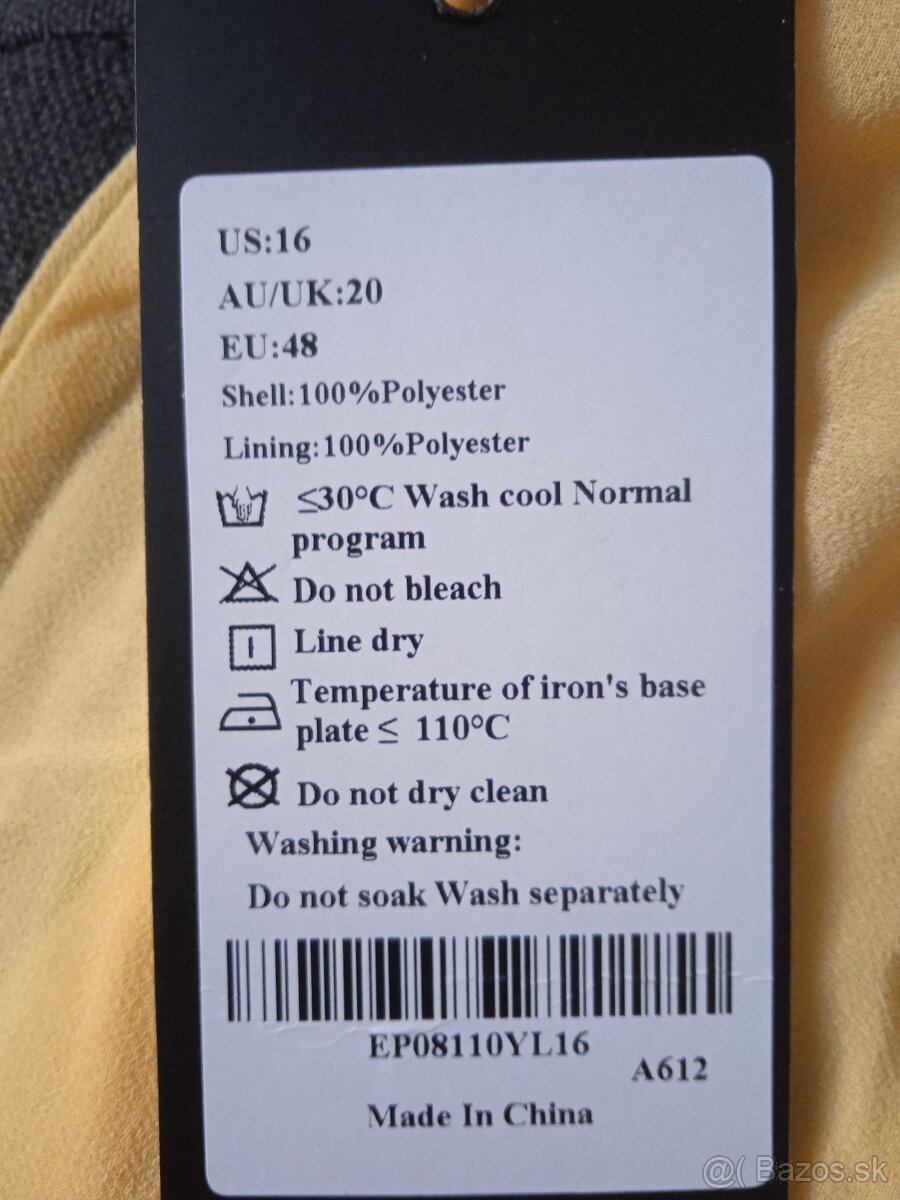 US:16
AU/UK:20
EU:48
Shell:100%Polyester
Lining:100%Polyester
≤30°C Wash cool Normal
program
Do not bleach
Line dry
Temperature of iron's base
plate ≤ 110°C
Do not dry clean
Washing warning:
Do not soak Wash separately
EP08110YL16
A612
Made In China
@( Bazos.sk